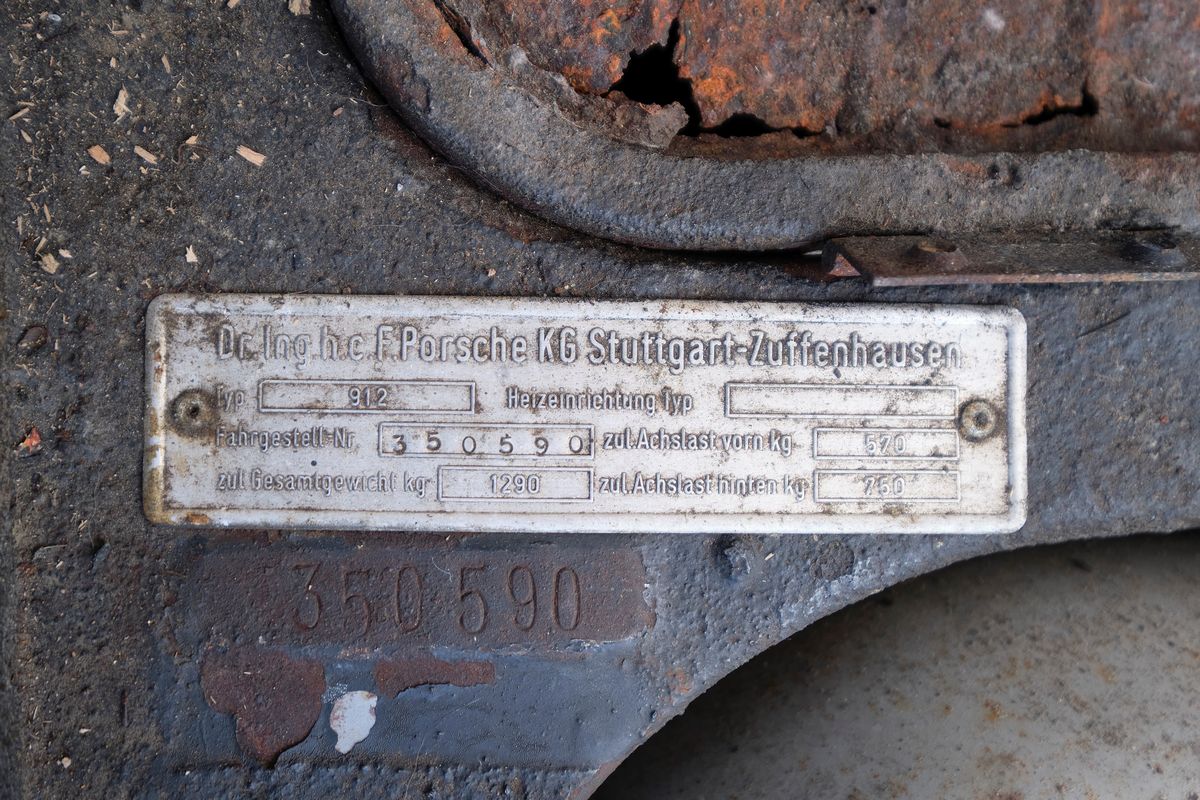 Dr. Ing. h.c. F. Porsche KG Stuttgart-Zuffenhausen
Typ 912 Heizeinrichtung Typ
Fahrgestell-Nr. 350590 zul. Achslast vorn kg 570
zul. Gesamtgewicht kg 1290 zul. Achslast hinten kg 750
350590